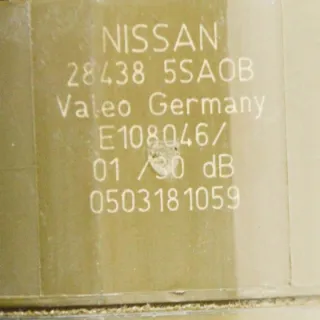 NISSAN
28438 5SA0B
Valeo Germany
E108046/
01 /30 dB
0503181059